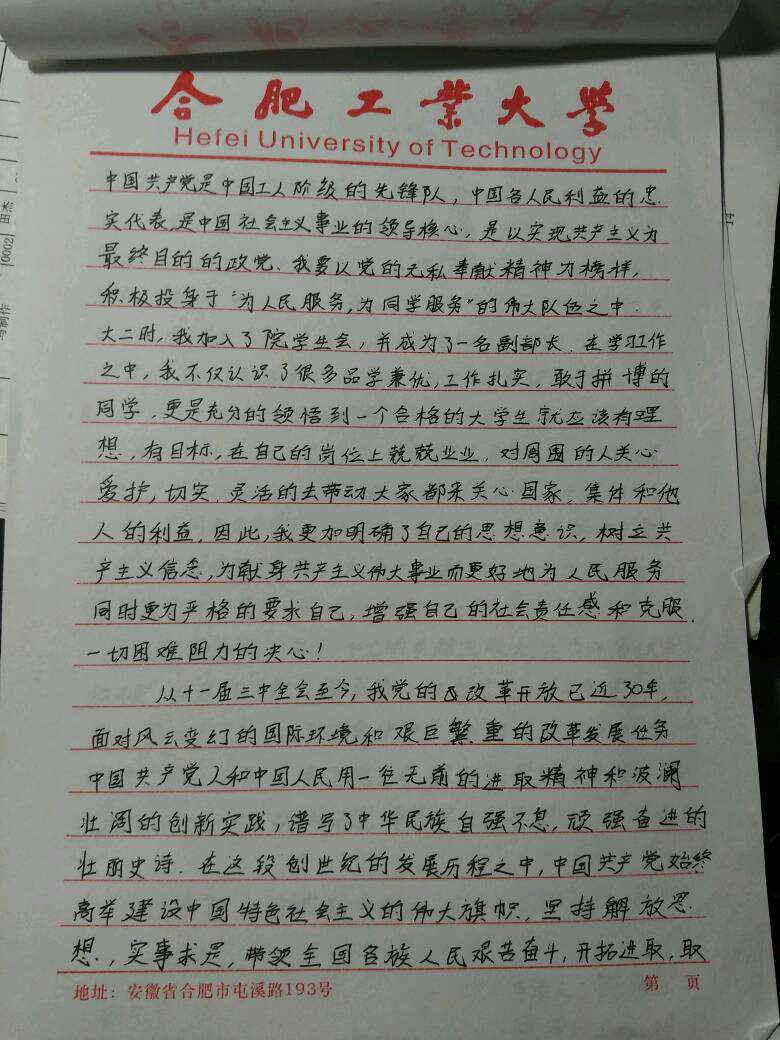 合肥工业大学
Hefei University of Technology
中国共产党是中国工人阶级的先锋队,中国各人民利益的忠
实代表,是中国社会主义事业的领导核心,是以实现共产主义为
最终目的的政党、我要以党的无私奉献精神为榜样,
积极投身于“为人民服务,为同学服务”的伟大队伍之中.
大二时,我加入了院学生会,并成为了一名副部长.在学习工作
之中,我不仅认识了很多品学兼优,工作扎实,敢于拼博的
同学,更是充分的领悟到一个合格的大学生就应该有理
想,有目标,在自己的岗位上兢兢业业.对周围的人关心
爱护,切实.灵活的去带动大家都来关心国家,集体和他
人的利益.因此,我更加明确了自己的思想意识,树立共
产主义信念,为献身共产主义伟大事业而更好地为人民服务
同时更为严格的要求自己,增强自己的社会责任感和克服.
一切困难阻力的决心!
从十一届三中全会至今,我党的改革开放已近30年,
面对风云变幻的国际环境和艰巨繁重的改革发展任务
中国共产党人和中国人民用一往无前的进取精神和波澜
壮阔的创新实践,谱写了中华民族自强不息,顽强奋进的
壮丽史诗.在这段创世纪的发展历程之中,中国共产党始终
高举建设中国特色社会主义的伟大旗帜,坚持解放思
想,实事求是,带领全国各族人民艰苦奋斗,开拓进取,取
地址:安徽省合肥市屯溪路193号 第 页